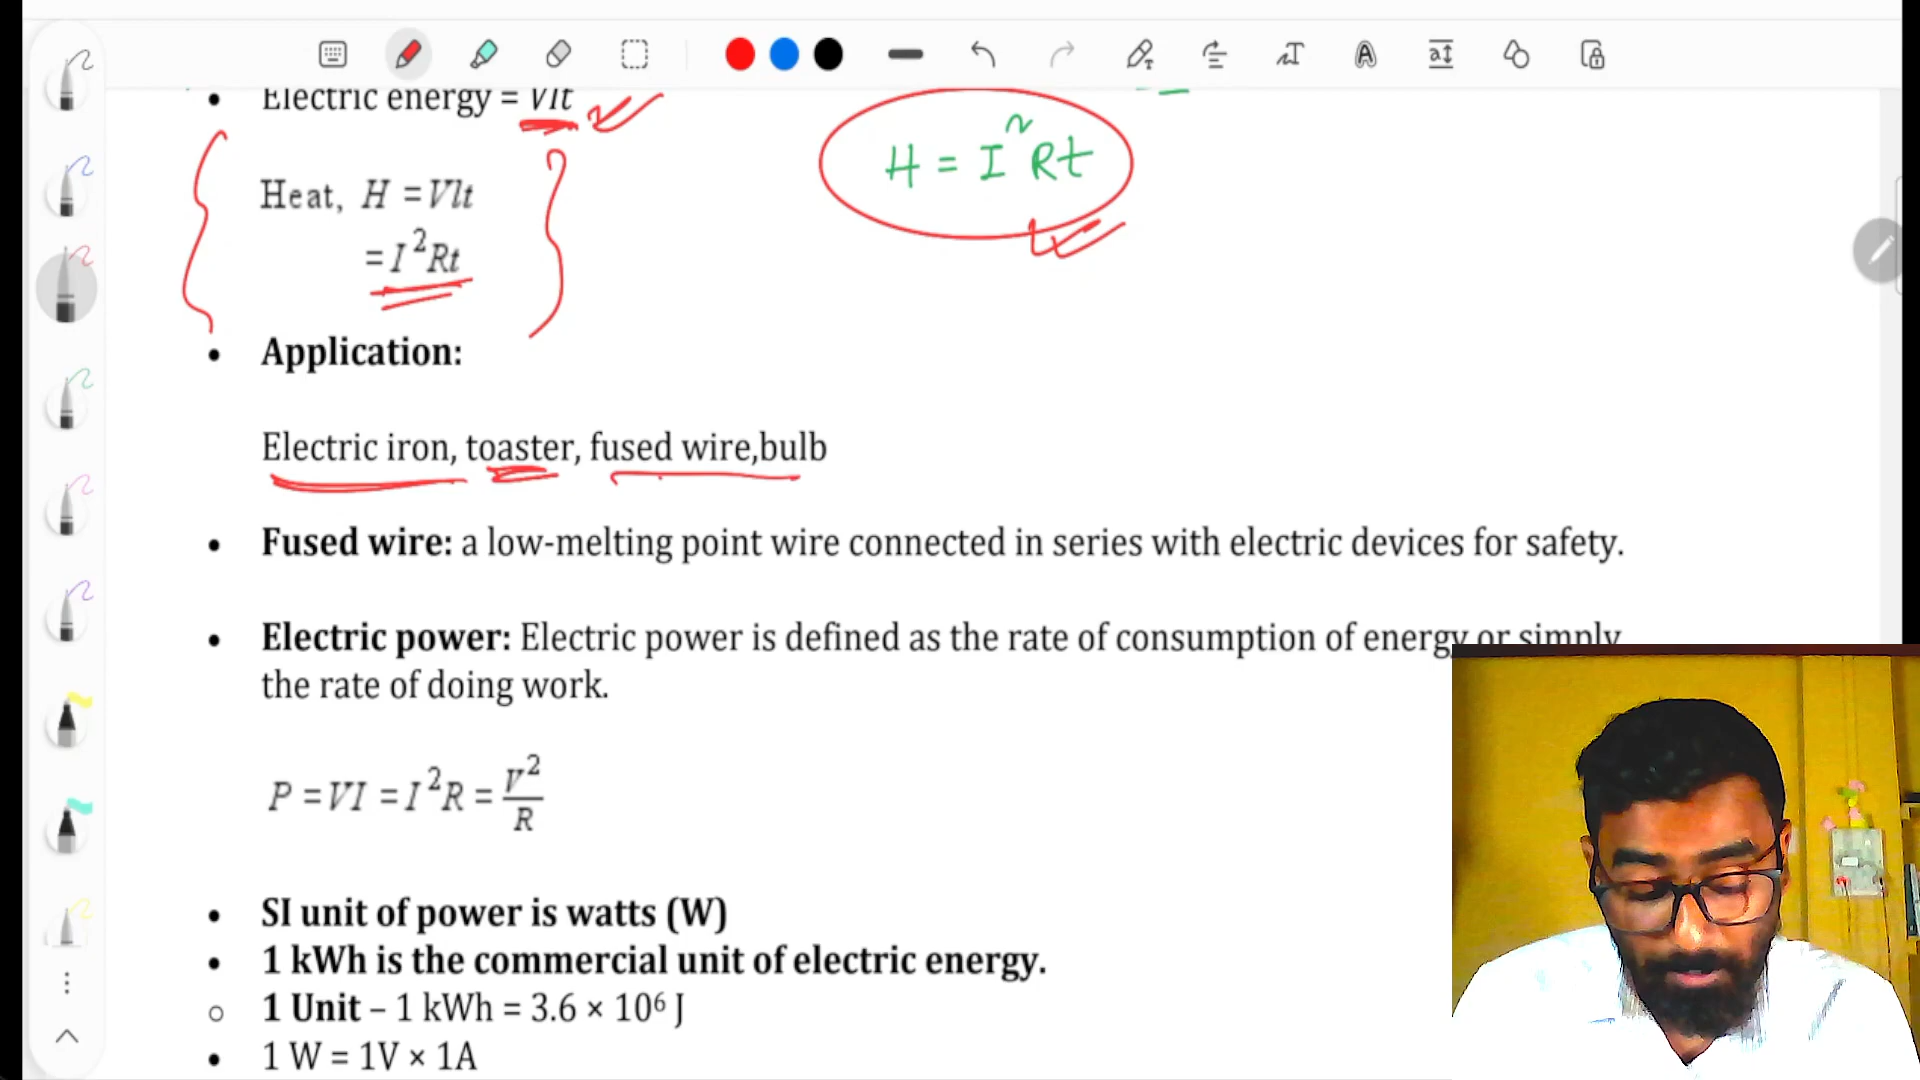 • Electric energy = VIt
H = I² Rt
Heat, H = VIt
= I²Rt
• Application:
Electric iron, toaster, fused wire,bulb
• Fused wire: a low-melting point wire connected in series with electric devices for safety.
• Electric power: Electric power is defined as the rate of consumption of energy or simply
the rate of doing work.
P = VI = I²R = V²/R
• SI unit of power is watts (W)
• 1 kWh is the commercial unit of electric energy.
○ 1 Unit – 1 kWh = 3.6 × 10⁶ J
• 1 W = 1V × 1A